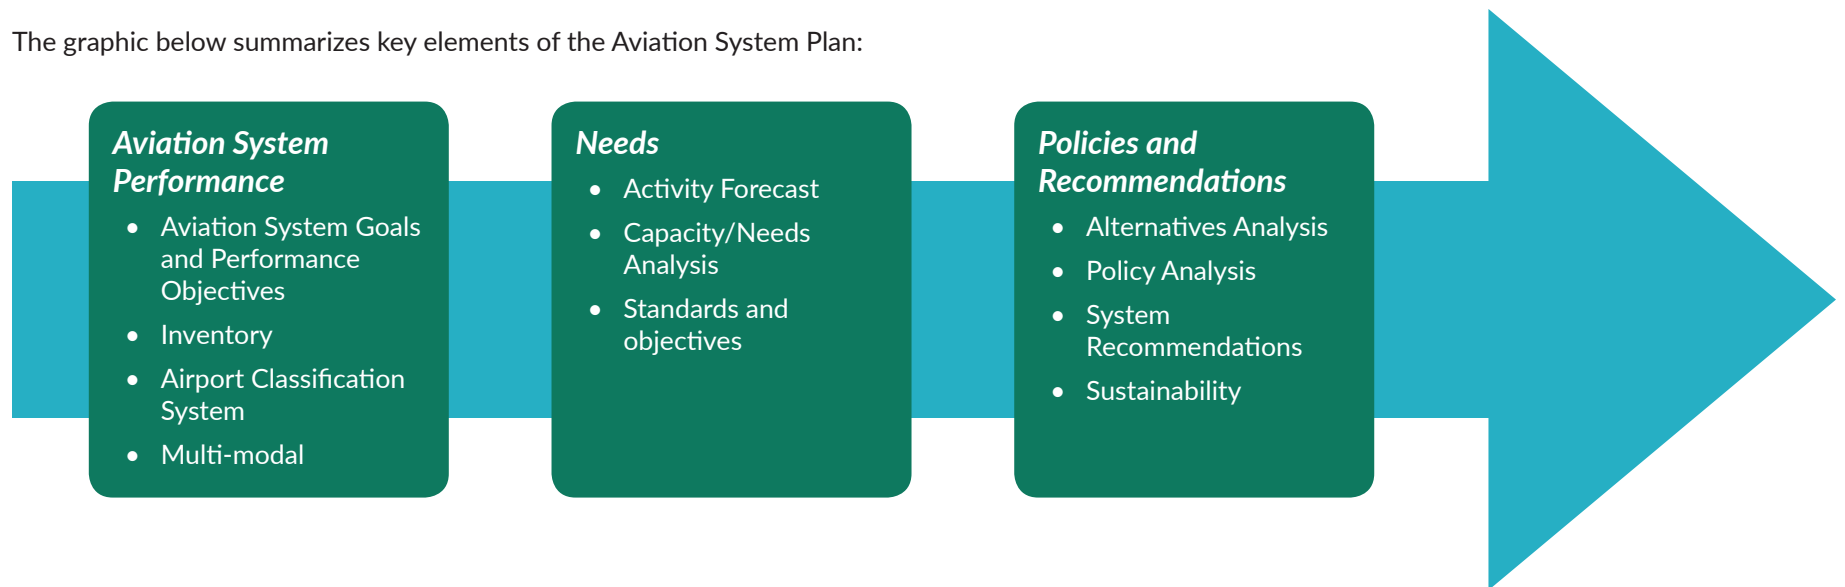 The graphic below summarizes key elements of the Aviation System Plan:
Aviation System
Performance
• Aviation System Goals
and Performance
Objectives
• Inventory
• Airport Classification
System
• Multi-modal
Needs
• Activity Forecast
• Capacity/Needs
Analysis
• Standards and
objectives
Policies and
Recommendations
• Alternatives Analysis
• Policy Analysis
• System
Recommendations
• Sustainability